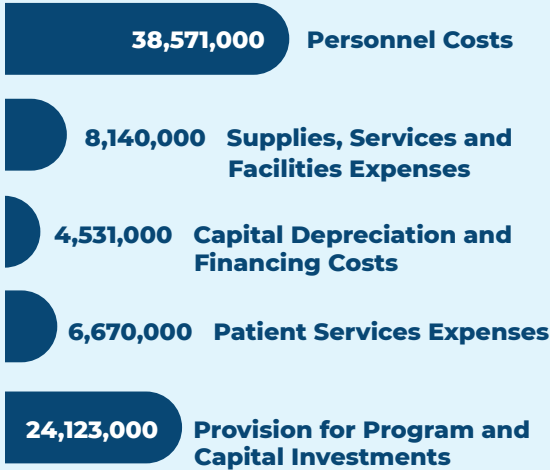 38,571,000 Personnel Costs
8,140,000 Supplies, Services and
Facilities Expenses
4,531,000 Capital Depreciation and
Financing Costs
6,670,000 Patient Services Expenses
24,123,000 Provision for Program and
Capital Investments